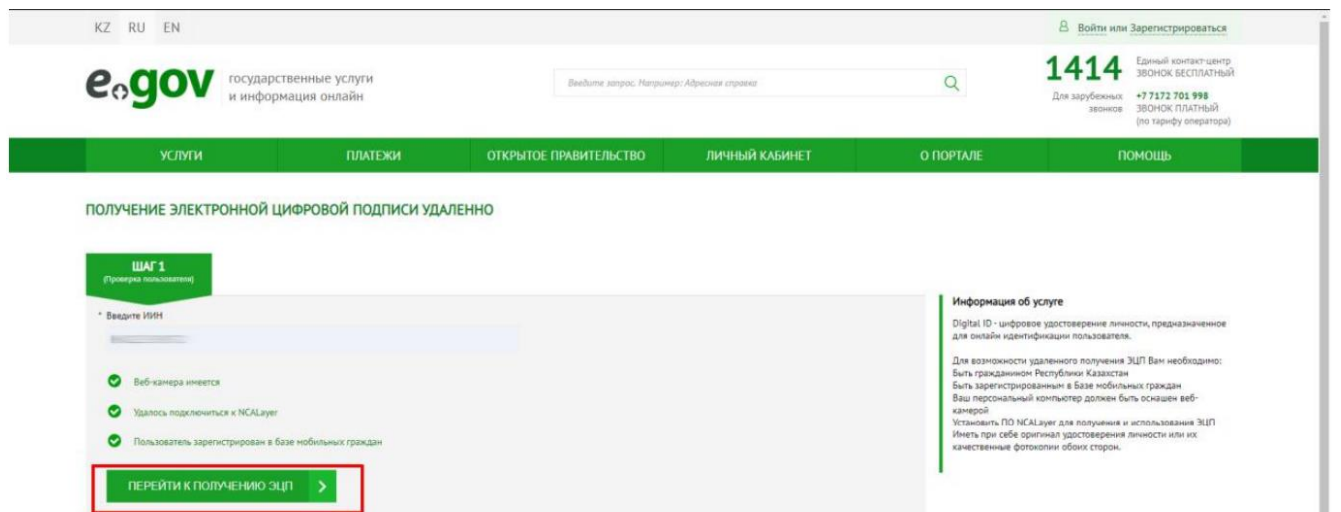 KZ RU EN
Войти или Зарегистрироваться
e.gov
государственные услуги
и информация онлайн
Введите запрос. Например: Адресная справка
1414
Единый контакт-центр
ЗВОНОК БЕСПЛАТНЫЙ
Для зарубежных
звонков
+7 7172 701 998
ЗВОНОК ПЛАТНЫЙ
(по тарифу оператора)
УСЛУГИ ПЛАТЕЖИ ОТКРЫТОЕ ПРАВИТЕЛЬСТВО ЛИЧНЫЙ КАБИНЕТ О ПОРТАЛЕ ПОМОЩЬ
ПОЛУЧЕНИЕ ЭЛЕКТРОННОЙ ЦИФРОВОЙ ПОДПИСИ УДАЛЕННО
ШАГ 1
(Проверка пользователя)
* Введите ИИН
Веб-камера имеется
Удалось подключиться к NCALayer
Пользователь зарегистрирован в базе мобильных граждан
ПЕРЕЙТИ К ПОЛУЧЕНИЮ ЭЦП
Информация об услуге
Digital ID - цифровое удостоверение личности, предназначенное
для онлайн идентификации пользователя.
Для возможности удаленного получения ЭЦП Вам необходимо:
Быть гражданином Республики Казахстан
Быть зарегистрированным в Базе мобильных граждан
Ваш персональный компьютер должен быть оснащен веб-
камерой
Установить ПО NCALayer для получения и использования ЭЦП
Иметь при себе оригинал удостоверения личности или их
качественные фотокопии обоих сторон.